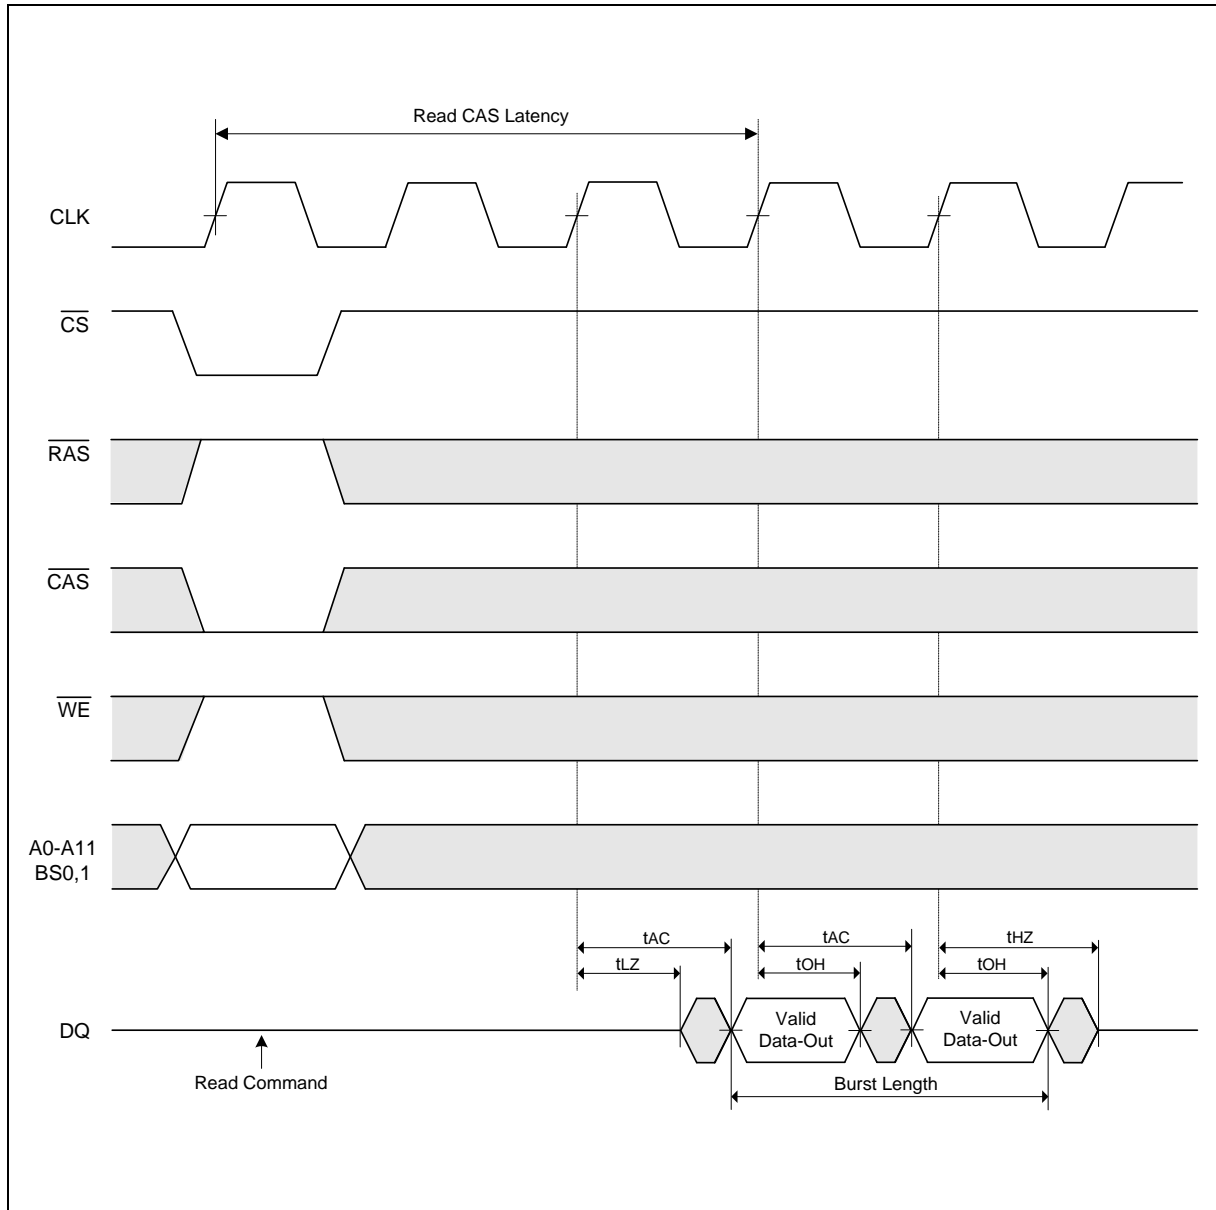 Read CAS Latency
CLK
CS
RAS
CAS
WE
A0-A11
BS0,1
tAC
tAC
tHZ
tLZ
tOH
tOH
DQ
Valid
Data-Out
Valid
Data-Out
Read Command
Burst Length